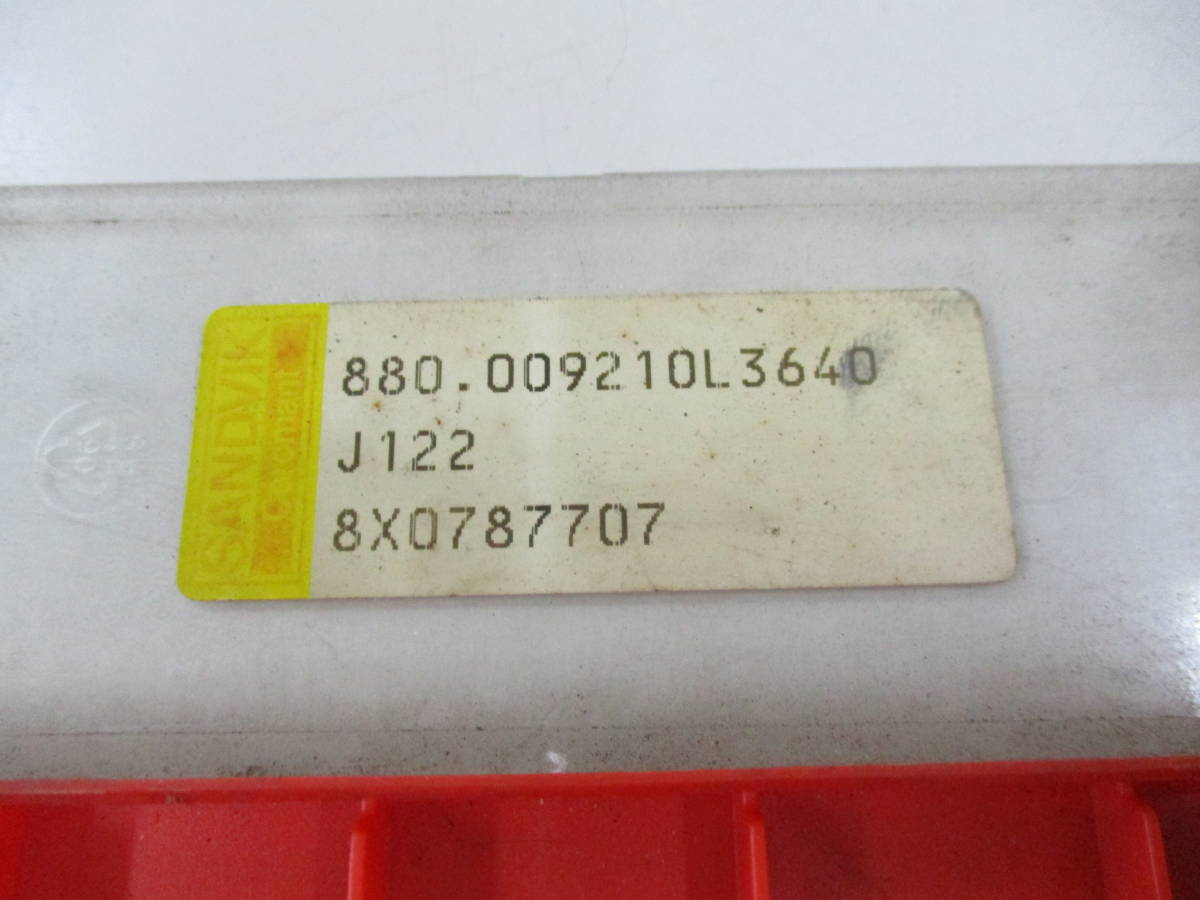 SANDVIK
Coromant
880.009210L3640
J122
8X0787707